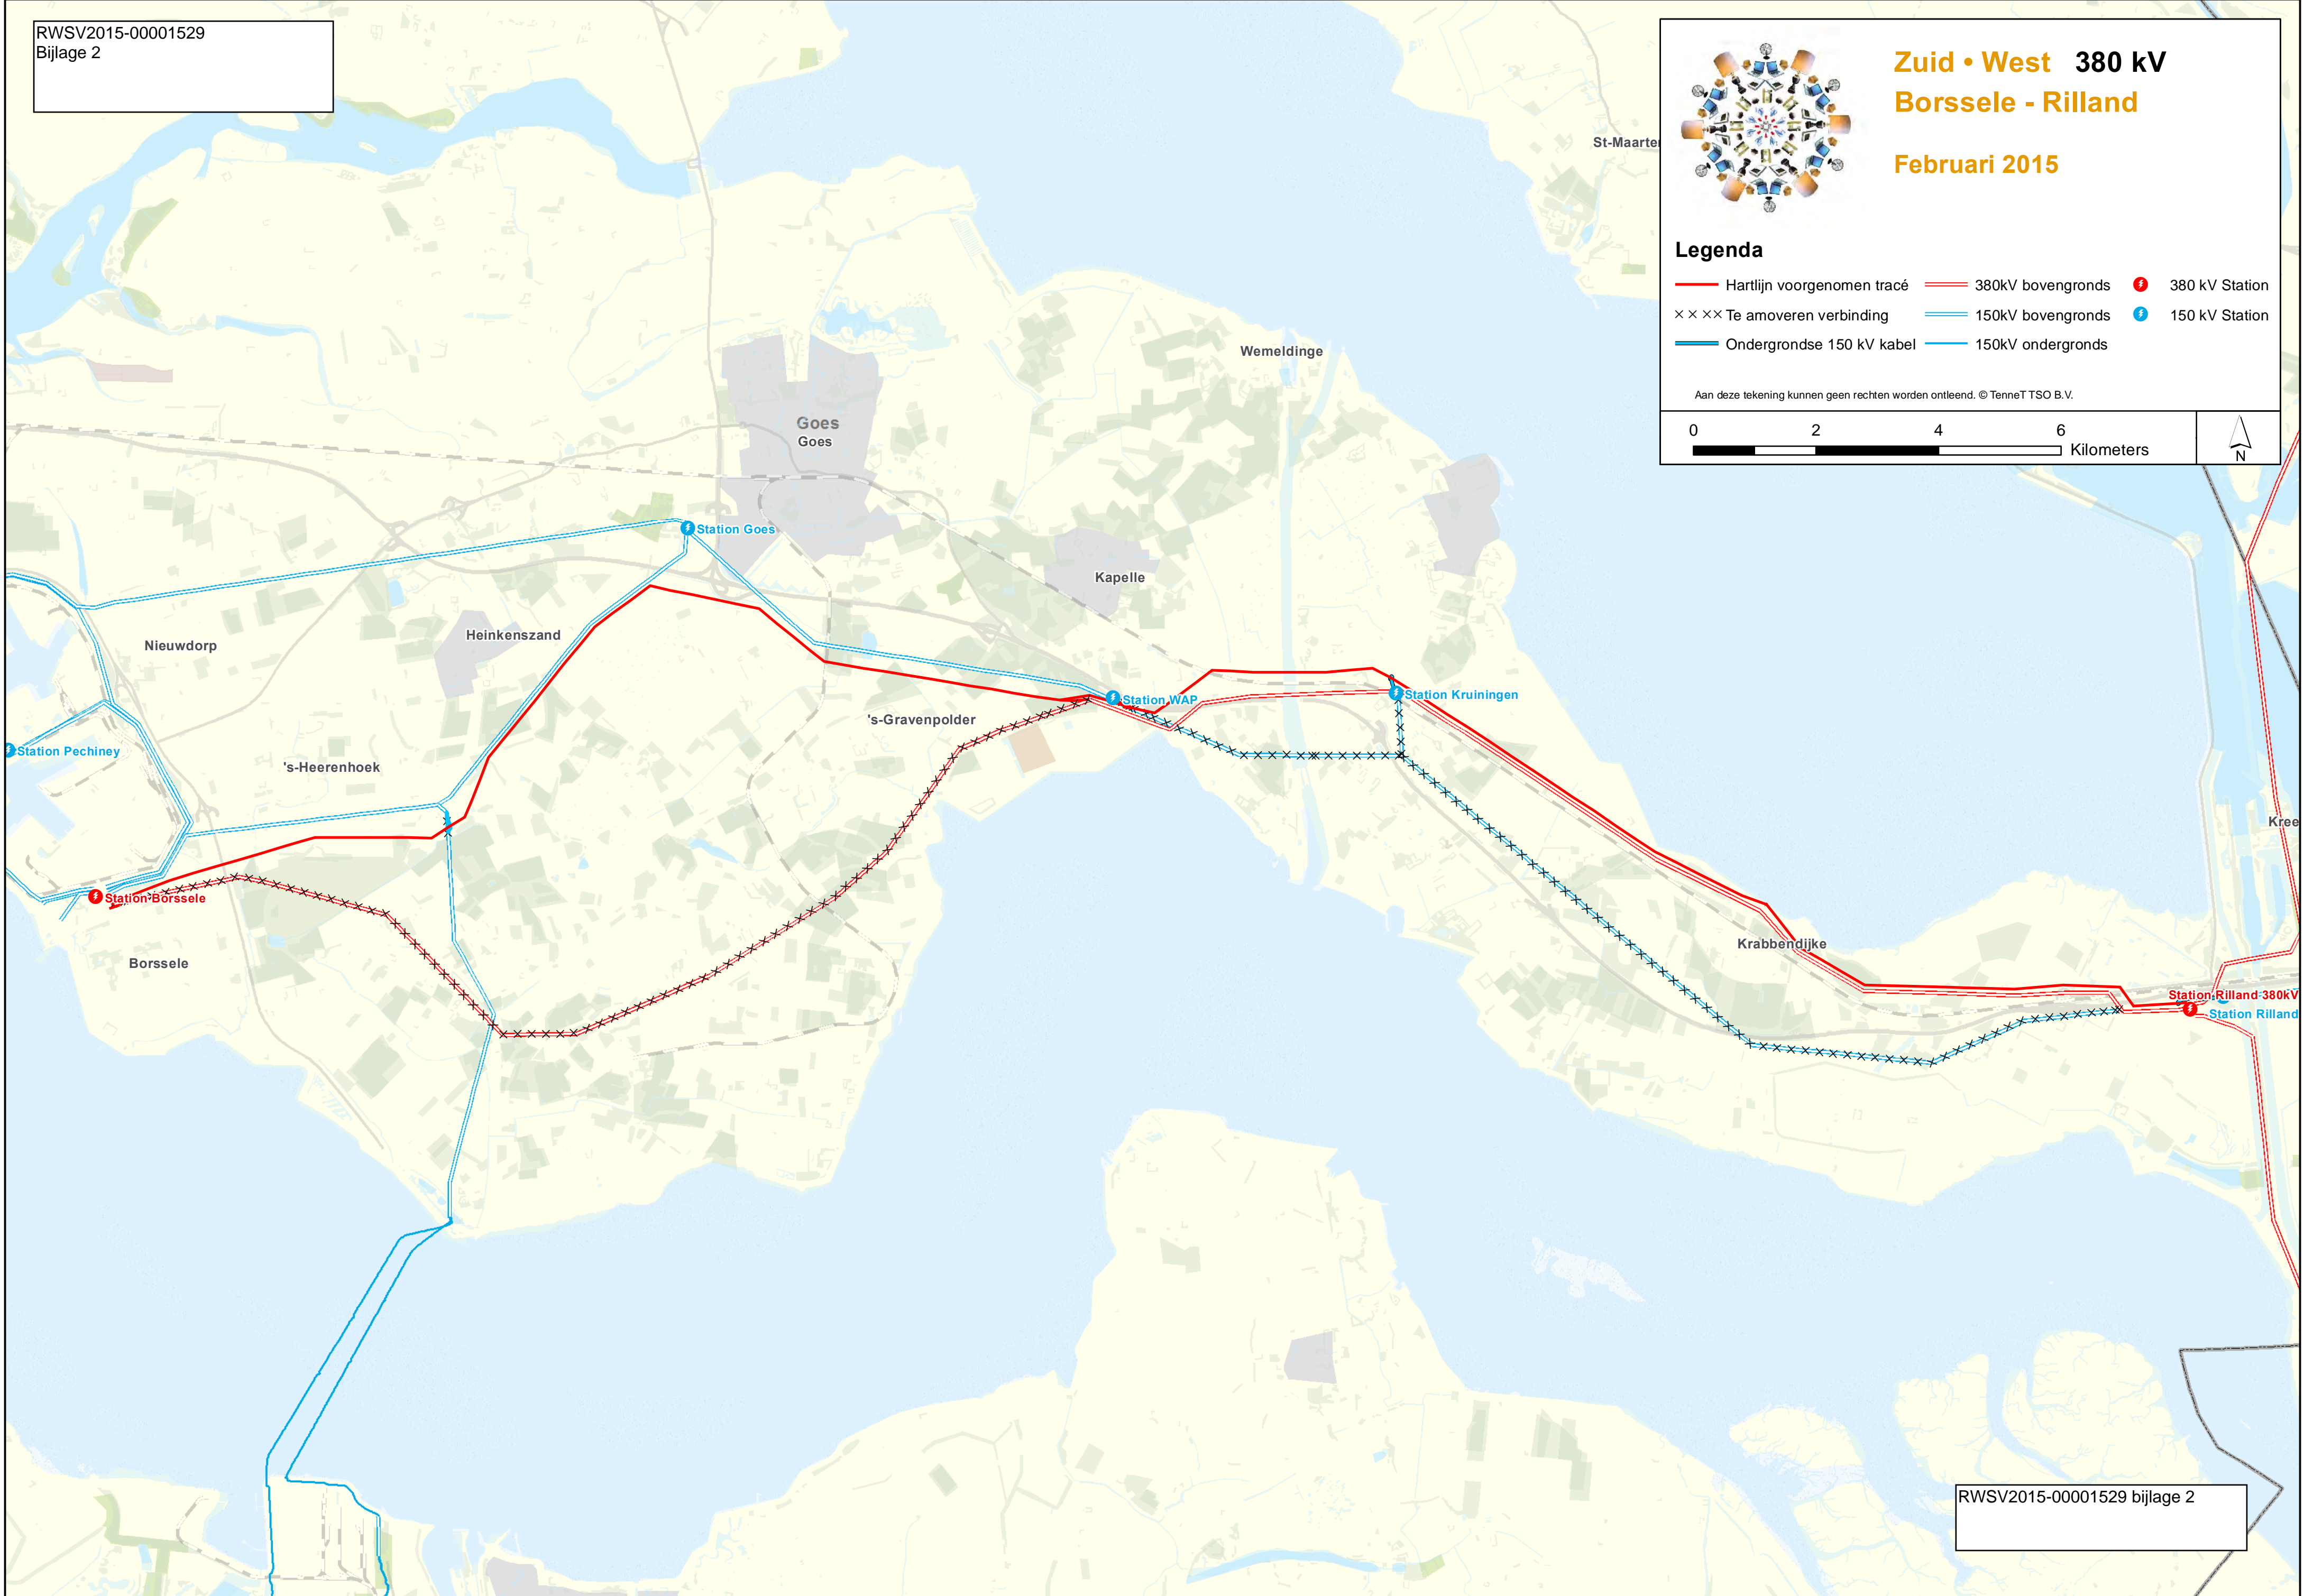 RWSV2015-00001529
Bijlage 2
Zuid • West 380 kV
Borssele - Rilland
Februari 2015
Legenda
Hartlijn voorgenomen tracé
380kV bovengronds
380 kV Station
Te amoveren verbinding
150kV bovengronds
150 kV Station
Ondergrondse 150 kV kabel
150kV ondergronds
Aan deze tekening kunnen geen rechten worden ontleend. © TenneT TSO B.V.
0 2 4 6
Kilometers
N
St-Maarte
Wemeldinge
Goes
Goes
Station Goes
Kapelle
Heinkenszand
Nieuwdorp
Station WAP
Station Kruiningen
's-Gravenpolder
Station Pechiney
's-Heerenhoek
Kree
Station Borssele
Krabbendijke
Borssele
Station Rilland 380kV
Station Rilland
RWSV2015-00001529 bijlage 2